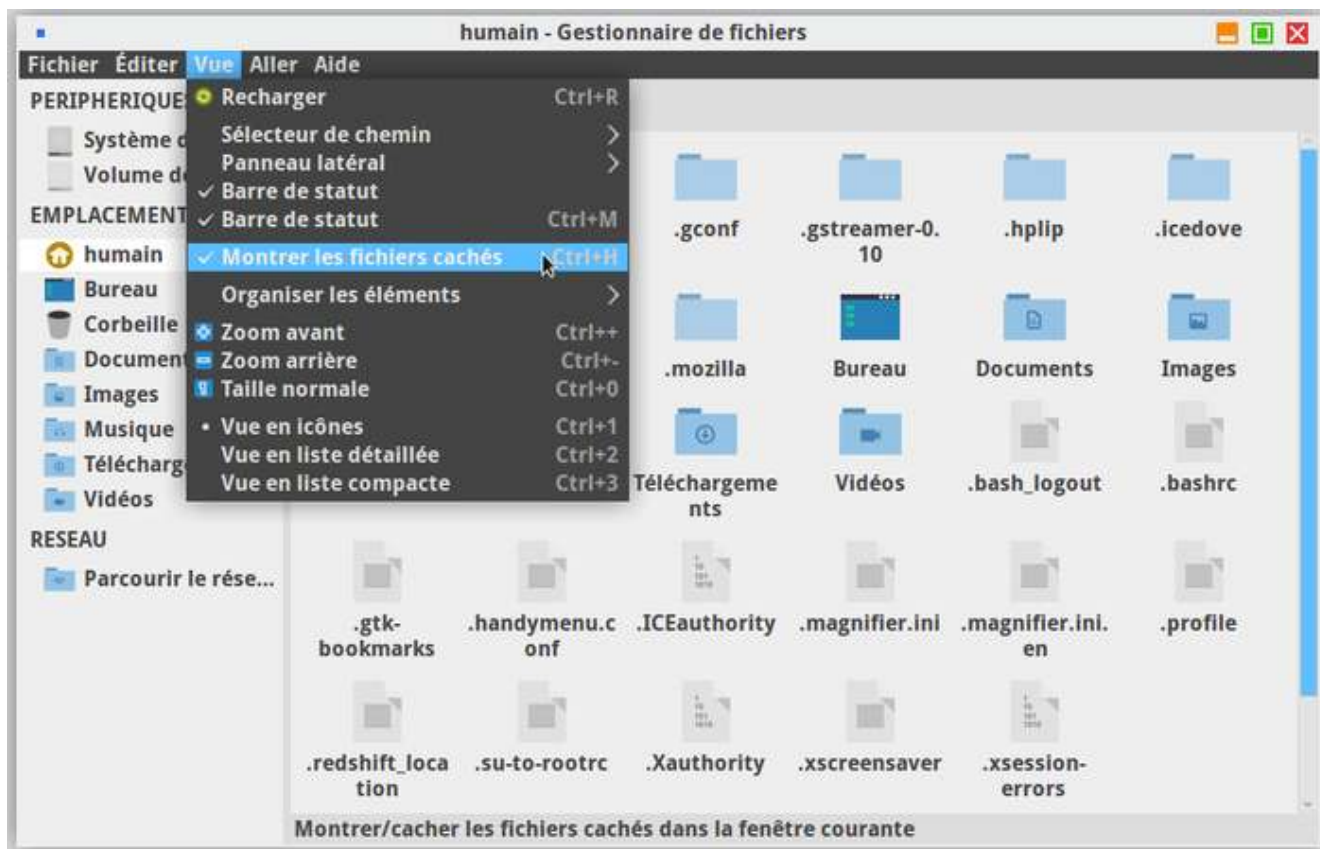 humain - Gestionnaire de fichiers
Fichier Éditer Vue Aller Aide
PERIPHERIQUE
Système
Volume
EMPLACEMENT
humain
Bureau
Corbeille
Document
Images
Musique
Télécharg
Vidéos
RESEAU
Parcourir le rése...
Recharger Ctrl+R
Sélecteur de chemin
Panneau latéral
Barre de statut
Barre de statut Ctrl+M
Montrer les fichiers cachés Ctrl+H
Organiser les éléments
Zoom avant Ctrl++
Zoom arrière Ctrl+-
Taille normale Ctrl+0
Vue en icônes Ctrl+1
Vue en liste détaillée Ctrl+2
Vue en liste compacte Ctrl+3
.gconf .gstreamer-0. .hplip .icedove
10
.mozilla Bureau Documents Images
Téléchargeme Vidéos .bash_logout .bashrc
nts
.gtk- .handymenu.c .ICEauthority .magnifier.ini .magnifier.ini. .profile
bookmarks onf en
.redshift_loca .su-to-rootrc .Xauthority .xscreensaver .xsession-
tion errors
Montrer/cacher les fichiers cachés dans la fenêtre courante